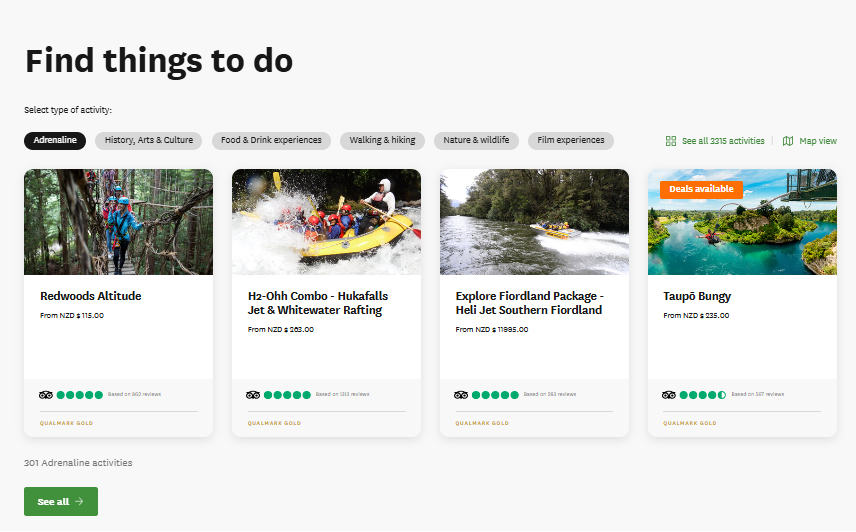 Find things to do
Select type of activity:
Adrenaline
History, Arts & Culture
Food & Drink experiences
Walking & hiking
Nature & wildlife
Film experiences
See all 2315 activities
Map view
Deals available
Redwoods Altitude
From NZD $ 115.00
H2-Ohh Combo - Hukafalls
Jet & Whitewater Rafting
From NZD $ 263.00
Explore Fiordland Package -
Heli Jet Southern Fiordland
From NZD $ 11995.00
Taupō Bungy
From NZD $ 235.00
Based on reviews
Based on reviews
Based on reviews
Based on reviews
QUALMARK GOLD
QUALMARK GOLD
QUALMARK GOLD
QUALMARK GOLD
301 Adrenaline activities
See all